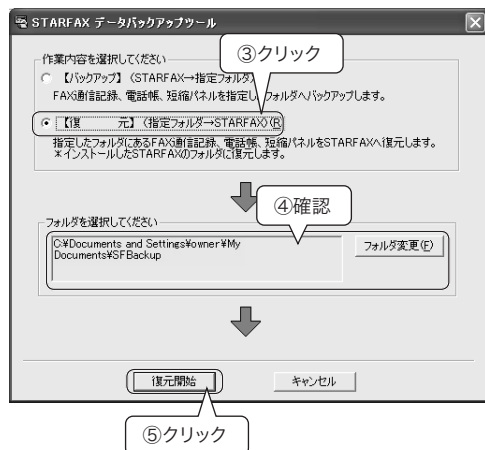 STARFAX データバックアップツール
作業内容を選択してください
③クリック
【バックアップ】 (STARFAX→指定フォルダ)
FAX通信記録、電話帳、短縮パネルを指定したフォルダへバックアップします。
【復 元】 (指定フォルダ→STARFAX)(R)
指定したフォルダにあるFAX通信記録、電話帳、短縮パネルをSTARFAXへ復元します。
*インストールしたSTARFAXのフォルダに復元します。
④確認
フォルダを選択してください
C:¥Documents and Settings¥owner¥My
Documents¥SFBackup
フォルダ変更(F)
復元開始
キャンセル
⑤クリック